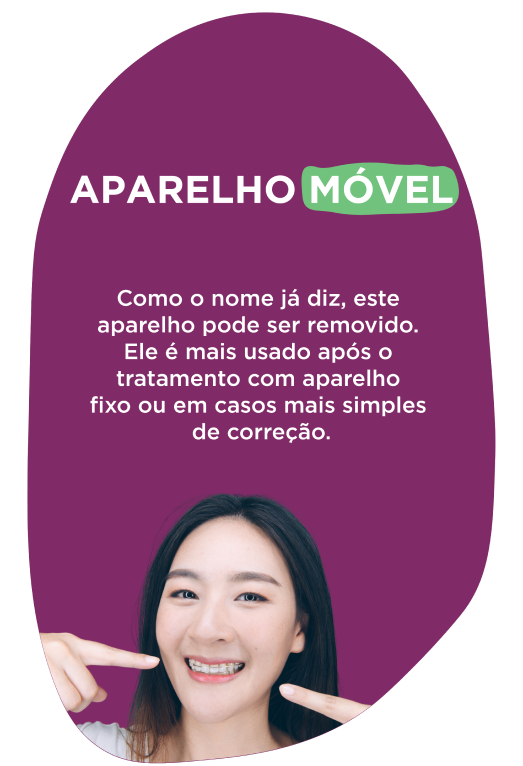 APARELHO MÓVEL
Como o nome já diz, este
aparelho pode ser removido.
Ele é mais usado após o
tratamento com aparelho
fixo ou em casos mais simples
de correção.